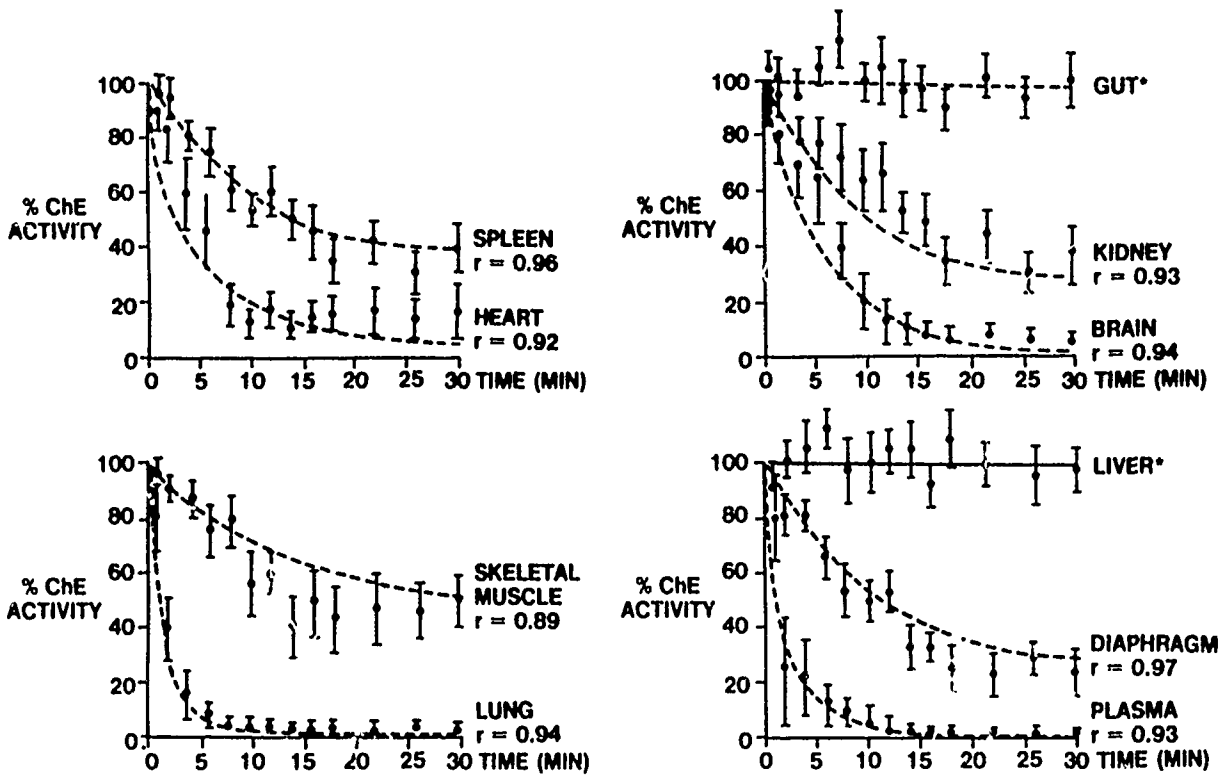 100
80
60
40
20
0
% ChE
ACTIVITY
SPLEEN
r = 0.96
HEART
r = 0.92
0 5 10 15 20 25 30 TIME (MIN)
100
80
60
40
20
0
% ChE
ACTIVITY
GUT*
KIDNEY
r = 0.93
BRAIN
r = 0.94
0 5 10 15 20 25 30 TIME (MIN)
100
80
60
40
20
0
% ChE
ACTIVITY
SKELETAL
MUSCLE
r = 0.89
LUNG
r = 0.94
0 5 10 15 20 25 30 TIME (MIN)
100
80
60
40
20
0
% ChE
ACTIVITY
LIVER*
DIAPHRAGM
r = 0.97
PLASMA
r = 0.93
0 5 10 15 20 25 30 TIME (MIN)